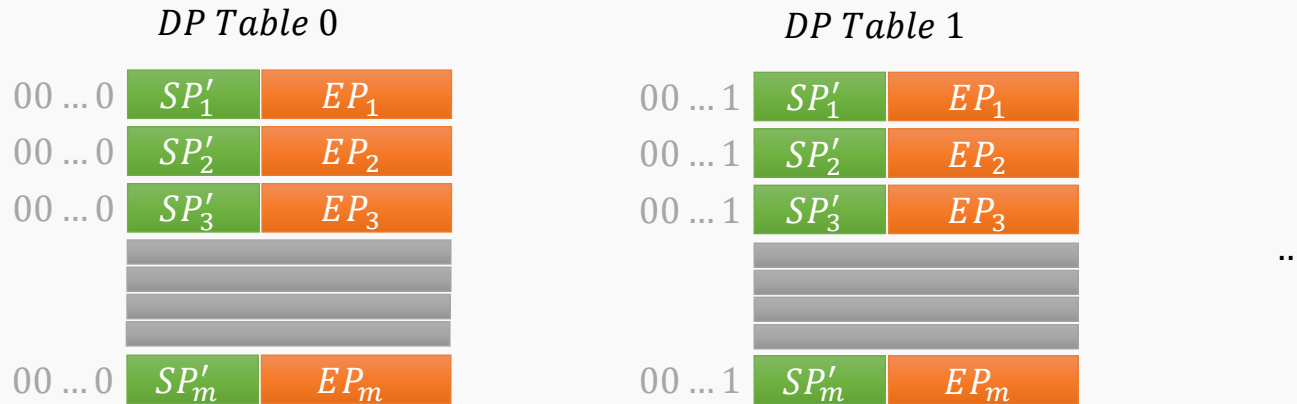 DP Table 0 DP Table 1
00 … 0 SP′₁ EP₁ 00 … 1 SP′₁ EP₁
00 … 0 SP′₂ EP₂ 00 … 1 SP′₂ EP₂
00 … 0 SP′₃ EP₃ 00 … 1 SP′₃ EP₃
...
00 … 0 SP′ₘ EPₘ 00 … 1 SP′ₘ EPₘ